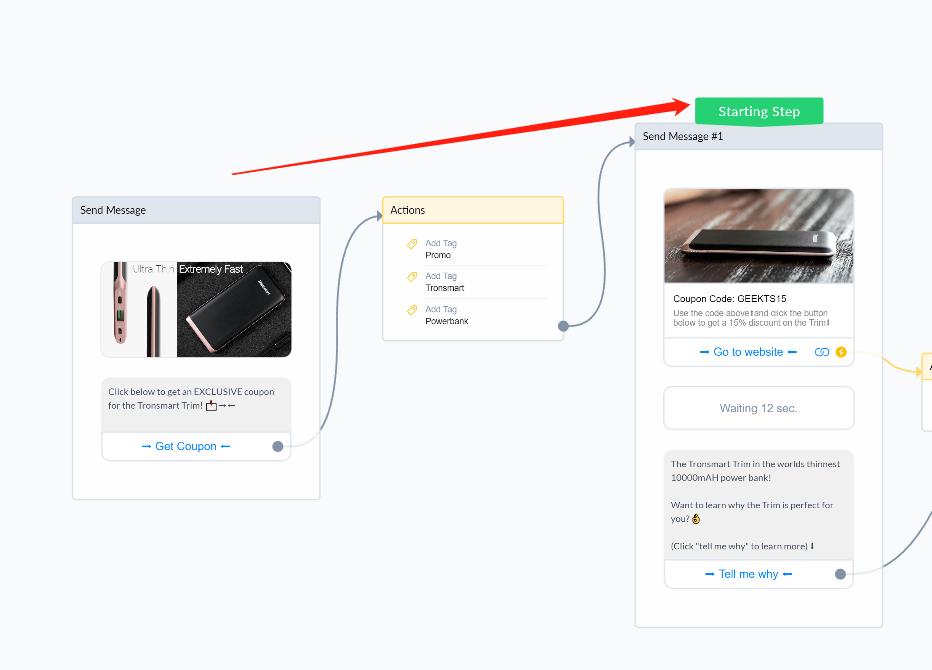 Starting Step
Send Message #1
Send Message
Ultra Thin
Extremely Fast
Click below to get an EXCLUSIVE coupon
for the Tronsmart Trim! 📩→←
→ Get Coupon ←
Actions
Add Tag
Promo
Add Tag
Tronsmart
Add Tag
Powerbank
Coupon Code: GEEKTS15
Use the code above⬆and click the button
below to get a 15% discount on the Trim⬇
→ Go to website ←
Waiting 12 sec.
The Tronsmart Trim in the worlds thinnest
10000mAH power bank!
Want to learn why the Trim is perfect for
you? 👌
(Click "tell me why" to learn more) ⬇
→ Tell me why ←